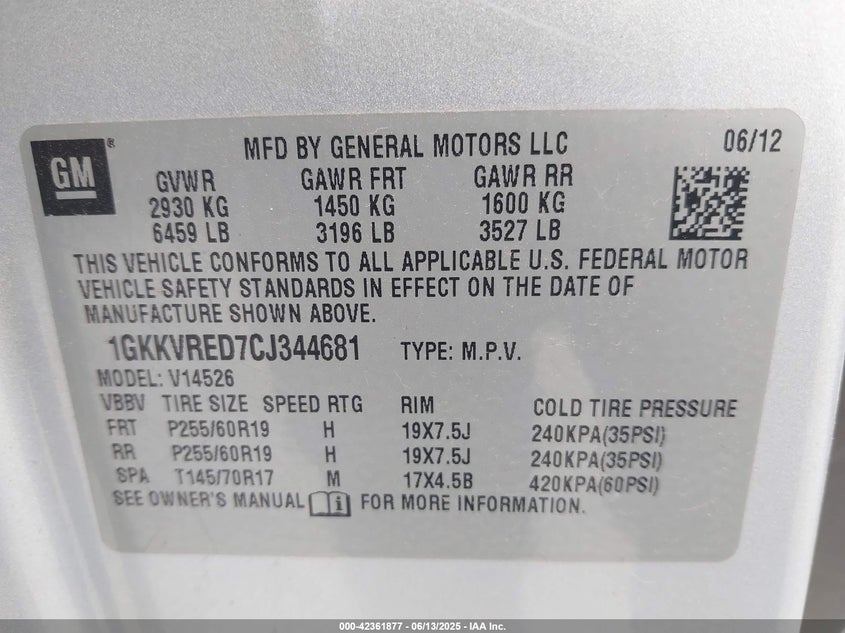 GM®
MFD BY GENERAL MOTORS LLC 06/12
GVWR GAWR FRT GAWR RR
2930 KG 1450 KG 1600 KG
6459 LB 3196 LB 3527 LB
THIS VEHICLE CONFORMS TO ALL APPLICABLE U.S. FEDERAL MOTOR
VEHICLE SAFETY STANDARDS IN EFFECT ON THE DATE OF
MANUFACTURE SHOWN ABOVE.
1GKKVRED7CJ344681 TYPE: M.P.V.
MODEL: V14526
VBBV TIRE SIZE SPEED RTG RIM COLD TIRE PRESSURE
FRT P255/60R19 H 19X7.5J 240KPA(35PSI)
RR P255/60R19 H 19X7.5J 240KPA(35PSI)
SPA T145/70R17 M 17X4.5B 420KPA(60PSI)
SEE OWNER'S MANUAL i FOR MORE INFORMATION.
000-42361877 - 06/13/2025 - IAA Inc.